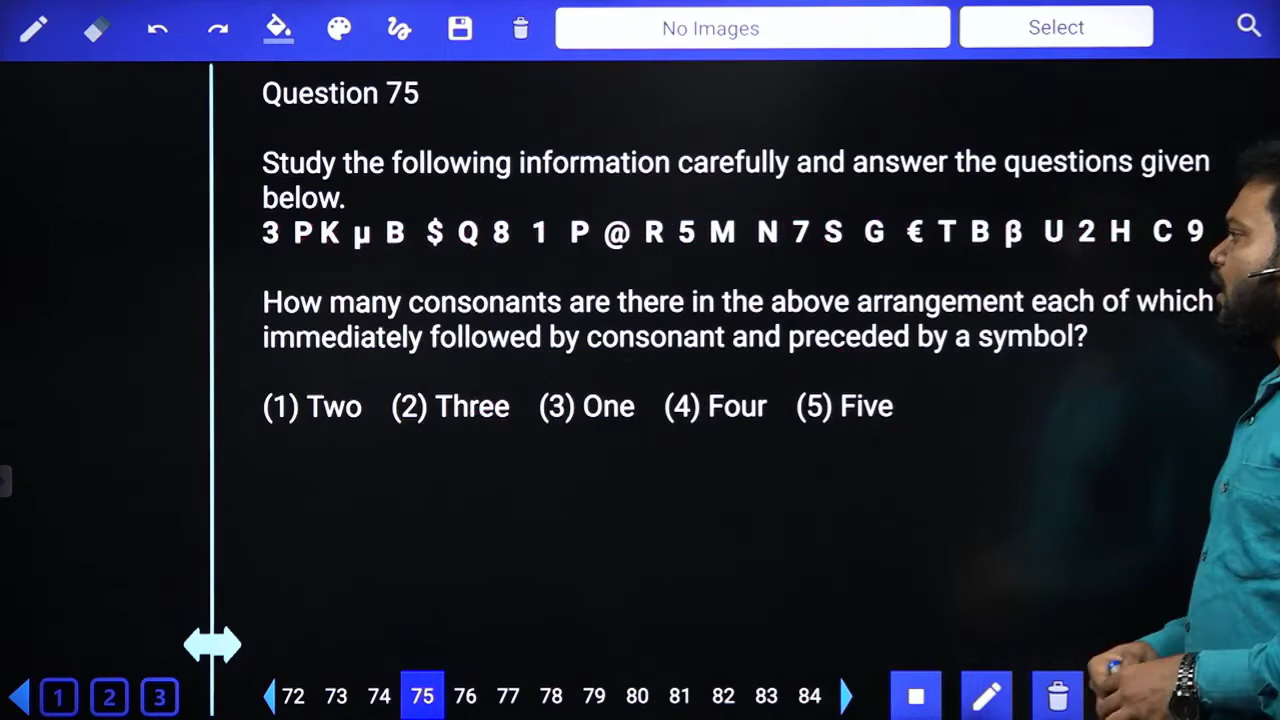 No Images
Select
Question 75
Study the following information carefully and answer the questions given
below.
3 P K µ B $ Q 8 1 P @ R 5 M N 7 S G € T B β U 2 H C 9
How many consonants are there in the above arrangement each of which
immediately followed by consonant and preceded by a symbol?
(1) Two (2) Three (3) One (4) Four (5) Five
1 2 3 72 73 74 75 76 77 78 79 80 81 82 83 84